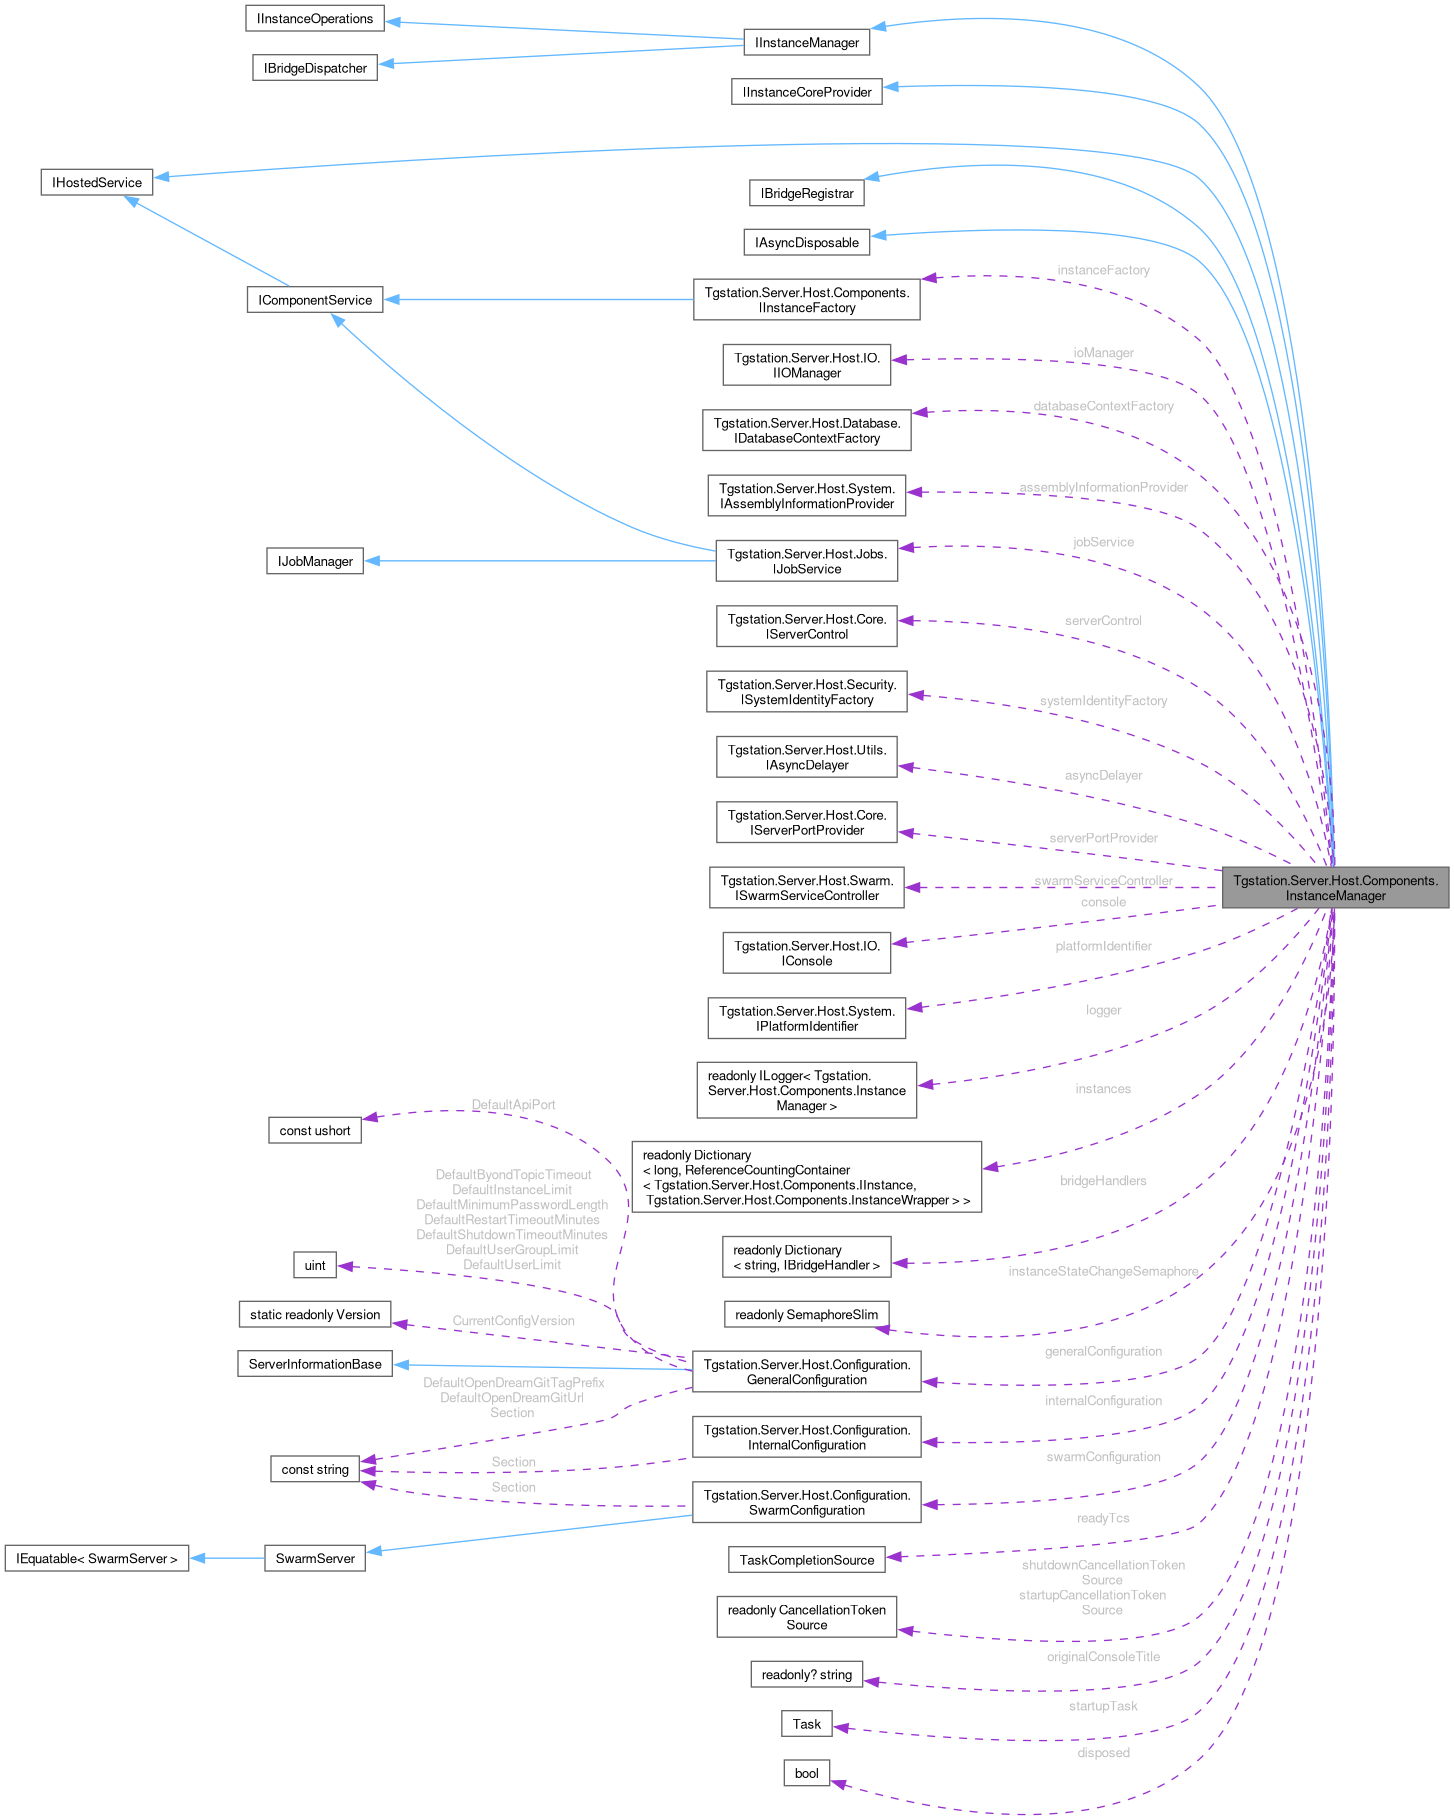 IInstanceOperations
IInstanceManager
IBridgeDispatcher
IInstanceCoreProvider
IHostedService
IBridgeRegistrar
IAsyncDisposable
instanceFactory
IComponentService
Tgstation.Server.Host.Components.
IInstanceFactory
ioManager
Tgstation.Server.Host.IO.
IIOManager
databaseContextFactory
Tgstation.Server.Host.Database.
IDatabaseContextFactory
assemblyInformationProvider
Tgstation.Server.Host.System.
IAssemblyInformationProvider
jobService
IJobManager
Tgstation.Server.Host.Jobs.
IJobService
serverControl
Tgstation.Server.Host.Core.
IServerControl
systemIdentityFactory
Tgstation.Server.Host.Security.
ISystemIdentityFactory
asyncDelayer
Tgstation.Server.Host.Utils.
IAsyncDelayer
serverPortProvider
Tgstation.Server.Host.Core.
IServerPortProvider
swarmServiceController
Tgstation.Server.Host.Components.
InstanceManager
Tgstation.Server.Host.Swarm.
ISwarmServiceController
console
Tgstation.Server.Host.IO.
IConsole
platformIdentifier
Tgstation.Server.Host.System.
IPlatformIdentifier
logger
readonly ILogger< Tgstation.
Server.Host.Components.Instance
Manager >
instances
DefaultApiPort
const ushort
readonly Dictionary
< long, ReferenceCountingContainer
< Tgstation.Server.Host.Components.IInstance,
Tgstation.Server.Host.Components.InstanceWrapper > >
bridgeHandlers
DefaultByondTopicTimeout
DefaultInstanceLimit
DefaultMinimumPasswordLength
DefaultRestartTimeoutMinutes
DefaultShutdownTimeoutMinutes
DefaultUserGroupLimit
DefaultUserLimit
uint
readonly Dictionary
< string, IBridgeHandler >
instanceStateChangeSemaphore
static readonly Version
CurrentConfigVersion
readonly SemaphoreSlim
generalConfiguration
ServerInformationBase
Tgstation.Server.Host.Configuration.
GeneralConfiguration
DefaultOpenDreamGitTagPrefix
DefaultOpenDreamGitUrl
Section
internalConfiguration
Tgstation.Server.Host.Configuration.
InternalConfiguration
const string
Section
swarmConfiguration
Section
Tgstation.Server.Host.Configuration.
SwarmConfiguration
readyTcs
IEquatable< SwarmServer >
SwarmServer
TaskCompletionSource
shutdownCancellationToken
Source
startupCancellationToken
Source
readonly CancellationToken
Source
originalConsoleTitle
readonly? string
startupTask
Task
disposed
bool